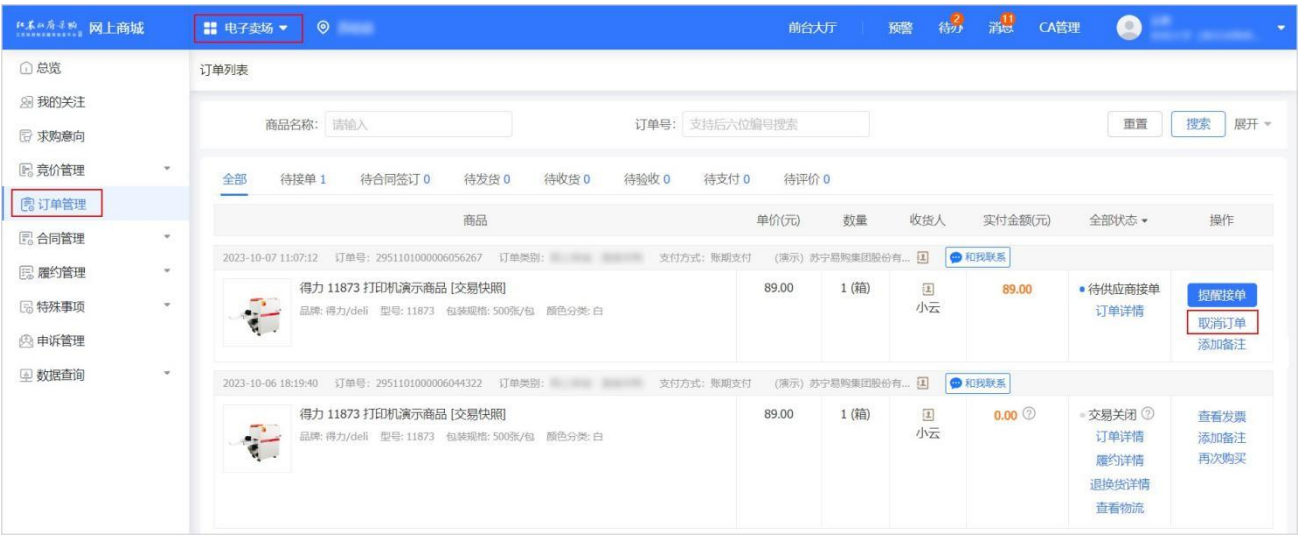 网上商城 电子卖场 前台大厅 预警 待办 2 消息 11 CA管理
总览
我的关注
求购意向
竞价管理
订单管理
合同管理
履约管理
特殊事项
申诉管理
数据查询
订单列表
商品名称： 请输入 订单号： 支持后六位编号搜索 重置 搜索 展开
全部 待接单 1 待合同签订 0 待发货 0 待收货 0 待验收 0 待支付 0 待评价 0
商品 单价(元) 数量 收货人 实付金额(元) 全部状态 操作
2023-10-07 11:07:12 订单号：2951101000006056267 订单类别： 支付方式：账期支付 (演示) 苏宁易购集团股份有... 和我联系
得力 11873 打印机演示商品 [交易快照] 89.00 1 (箱) 89.00 待供应商接单 提醒接单
品牌: 得力/deli 型号: 11873 包装规格: 500张/包 颜色分类: 白 小云 订单详情 取消订单
添加备注
2023-10-06 18:19:40 订单号：2951101000006044322 订单类别： 支付方式：账期支付 (演示) 苏宁易购集团股份有... 和我联系
得力 11873 打印机演示商品 [交易快照] 89.00 1 (箱) 0.00 交易关闭 查看发票
品牌: 得力/deli 型号: 11873 包装规格: 500张/包 颜色分类: 白 小云 订单详情 添加备注
履约详情 再次购买
退换货详情
查看物流